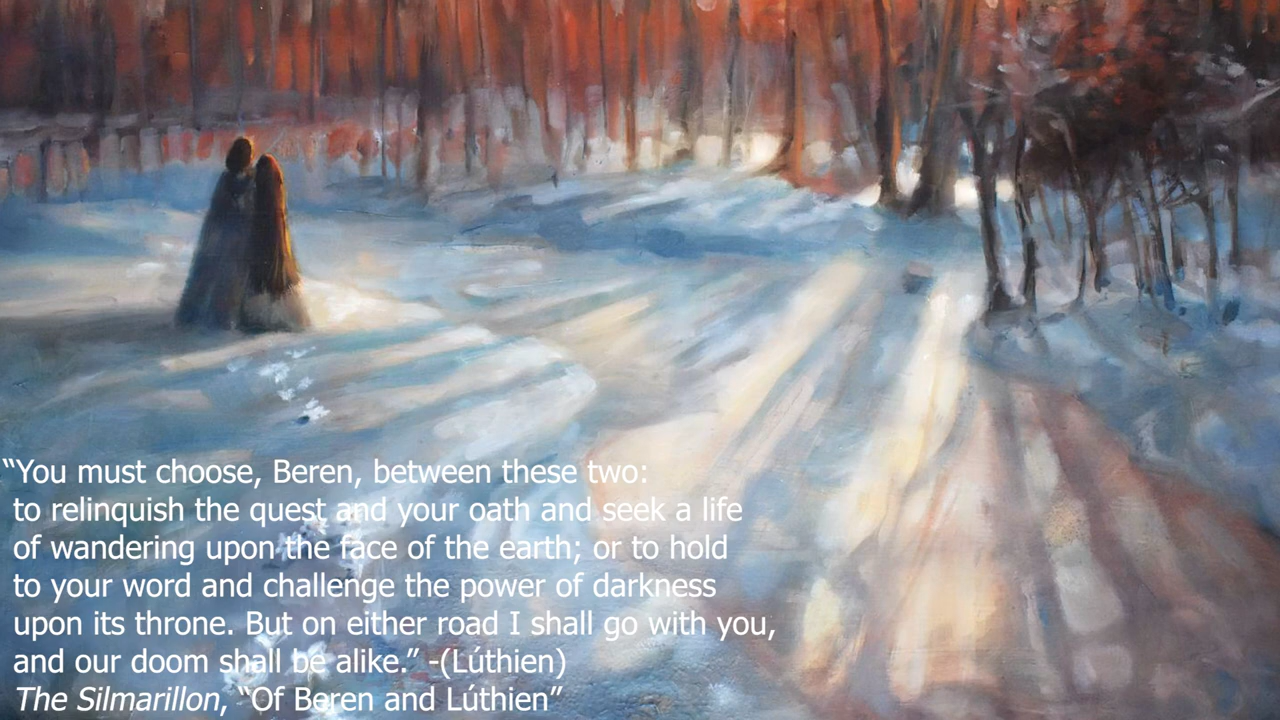 “You must choose, Beren, between these two:
to relinquish the quest and your oath and seek a life
of wandering upon the face of the earth; or to hold
to your word and challenge the power of darkness
upon its throne. But on either road I shall go with you,
and our doom shall be alike.” -(Lúthien)
The Silmarillon, “Of Beren and Lúthien”